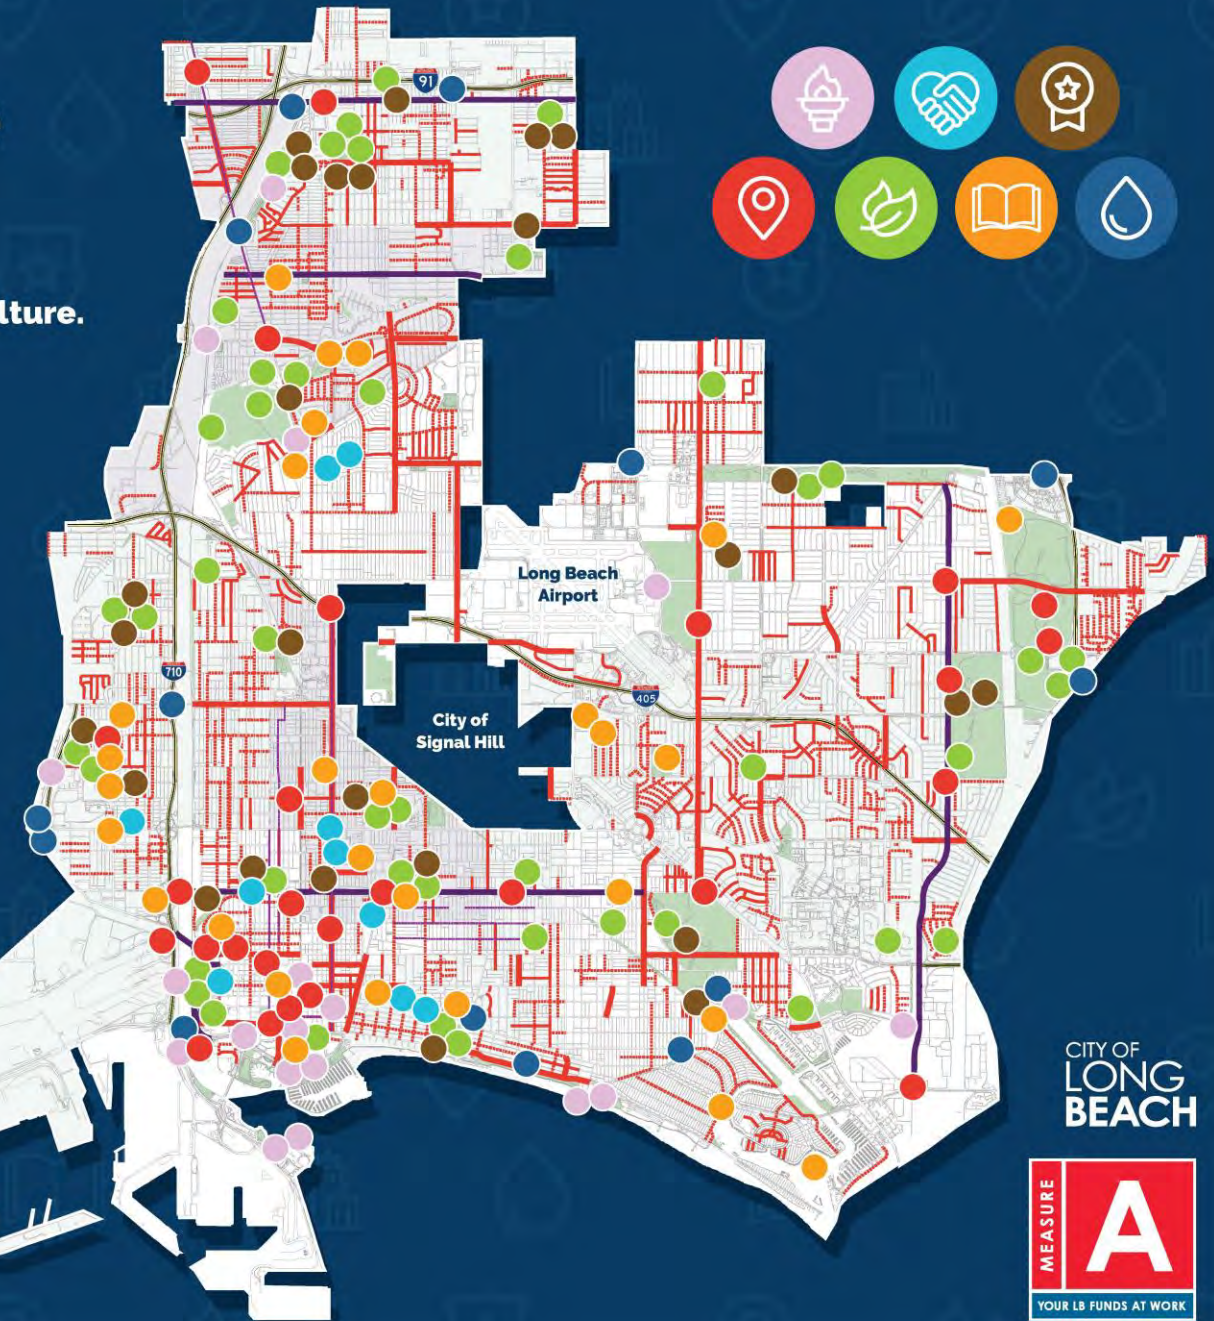 91
lture.
Long Beach
Airport
710
405
City of
Signal Hill
CITY OF
LONG
BEACH
MEASURE
A
YOUR LB FUNDS AT WORK